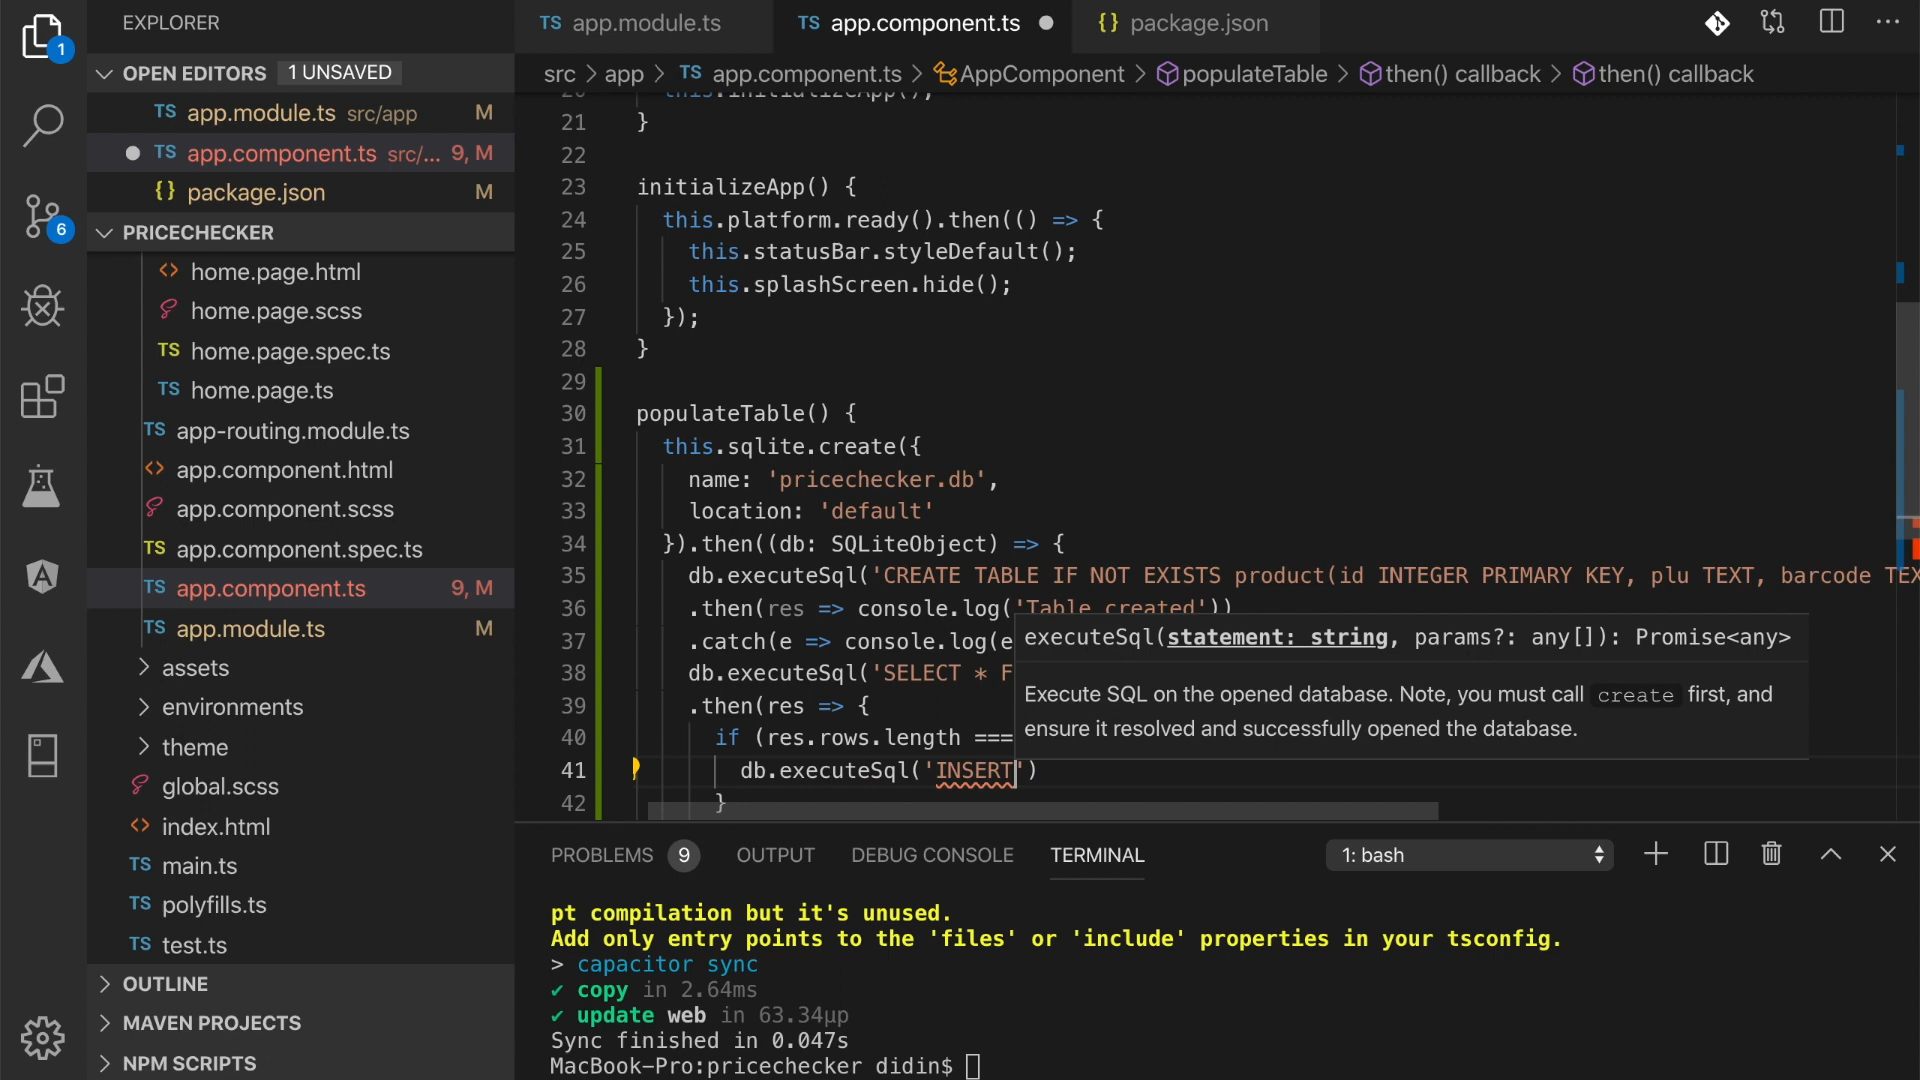 EXPLORER
1
OPEN EDITORS 1 UNSAVED
TS app.module.ts src/app M
TS app.component.ts src/... 9, M
{} package.json M
6
PRICECHECKER
<> home.page.html
home.page.scss
TS home.page.spec.ts
TS home.page.ts
TS app-routing.module.ts
<> app.component.html
app.component.scss
TS app.component.spec.ts
TS app.component.ts 9, M
TS app.module.ts M
> assets
> environments
> theme
global.scss
<> index.html
TS main.ts
TS polyfills.ts
TS test.ts
> OUTLINE
> MAVEN PROJECTS
> NPM SCRIPTS
TS app.module.ts TS app.component.ts {} package.json
src > app > TS app.component.ts > AppComponent > populateTable > then() callback > then() callback
20 this.initializeApp();
21 }
22
23 initializeApp() {
24 this.platform.ready().then(() => {
25 this.statusBar.styleDefault();
26 this.splashScreen.hide();
27 });
28 }
29
30 populateTable() {
31 this.sqlite.create({
32 name: 'pricechecker.db',
33 location: 'default'
34 }).then((db: SQLiteObject) => {
35 db.executeSql('CREATE TABLE IF NOT EXISTS product(id INTEGER PRIMARY KEY, plu TEXT, barcode TEX
36 .then(res => console.log('Table created'))
37 .catch(e => console.log(e
38 db.executeSql('SELECT * F
39 .then(res => {
40 if (res.rows.length ===
41 db.executeSql('INSERT')
42 }
executeSql(statement: string, params?: any[]): Promise<any>
Execute SQL on the opened database. Note, you must call create first, and
ensure it resolved and successfully opened the database.
PROBLEMS 9 OUTPUT DEBUG CONSOLE TERMINAL 1: bash
pt compilation but it's unused.
Add only entry points to the 'files' or 'include' properties in your tsconfig.
> capacitor sync
✔ copy in 2.64ms
✔ update web in 63.34μp
Sync finished in 0.047s
MacBook-Pro:pricechecker didin$